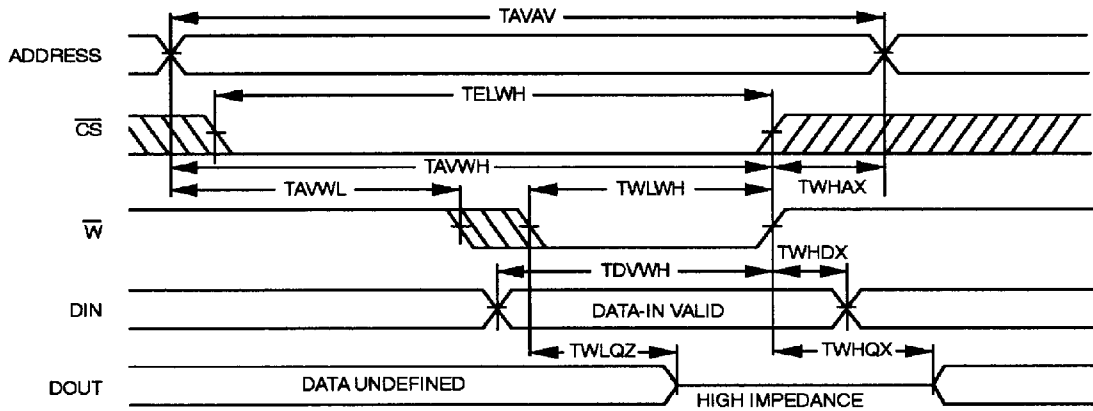 TAVAV
ADDRESS
TELWH
CS
TAVWH
TAVWL
TWLWH
TWHAX
W
TWHDX
TDVWH
DIN
DATA-IN VALID
TWLQZ
TWHQX
DOUT
DATA UNDEFINED
HIGH IMPEDANCE